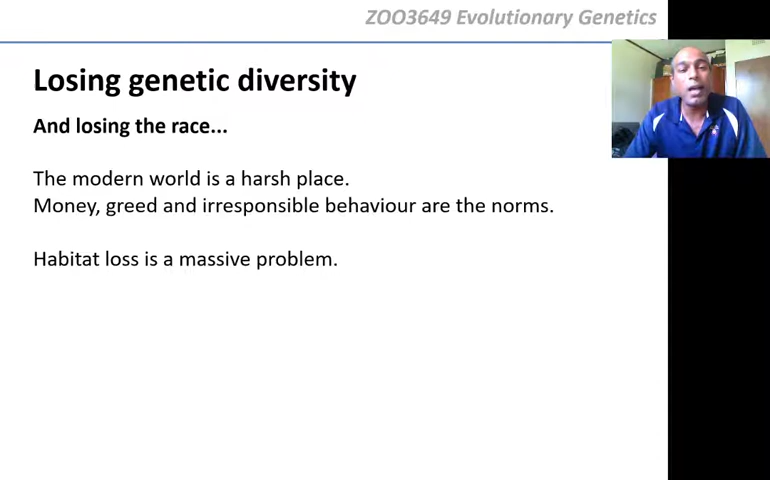 ZOO3649 Evolutionary Genetics
Losing genetic diversity
And losing the race...
The modern world is a harsh place.
Money, greed and irresponsible behaviour are the norms.
Habitat loss is a massive problem.